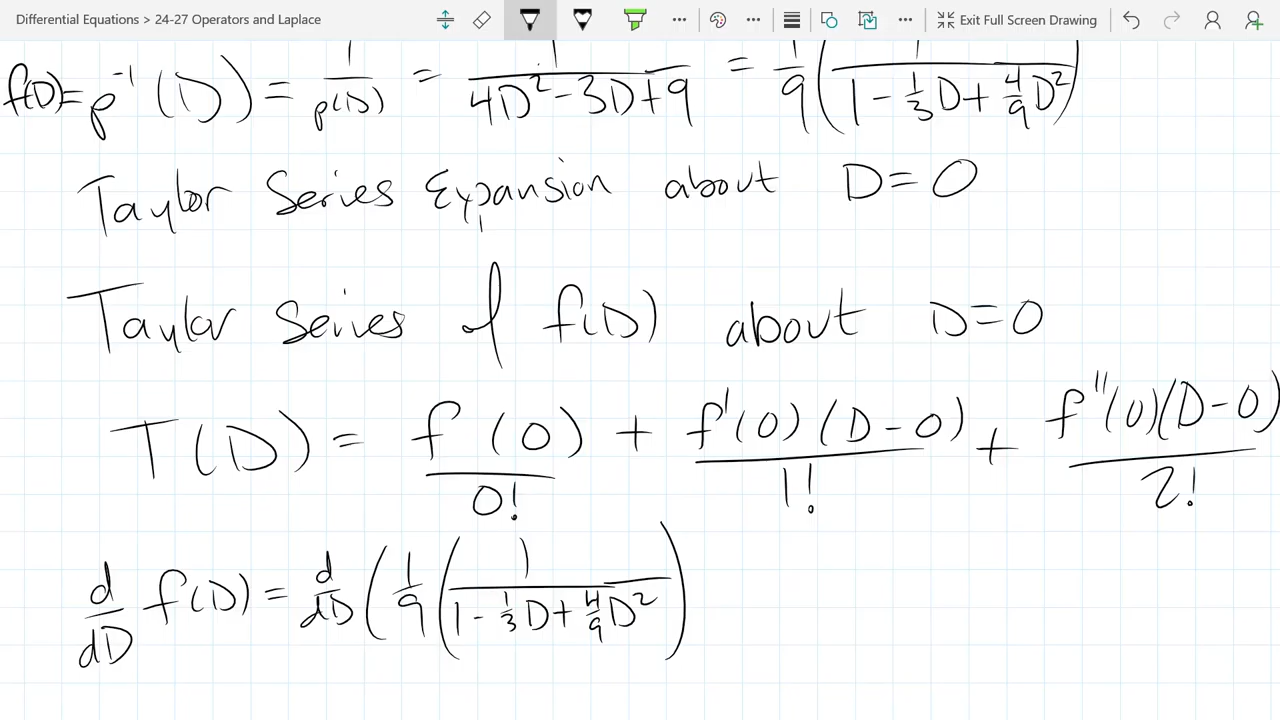 Differential Equations > 24-27 Operators and Laplace
Exit Full Screen Drawing
f(D) = p⁻¹(D) = 1/p(D) = 1/(4D² - 3D + 9) = 1/9 (1/(1 - 1/3 D + 4/9 D²))
Taylor Series Expansion about D = 0
Taylor Series of f(D) about D = 0
T(D) = f(0)/0! + f'(0)(D - 0)/1! + f''(0)(D - 0)/2!
d/dD f(D) = d/dD (1/9 (1/(1 - 1/3 D + 4/9 D²))